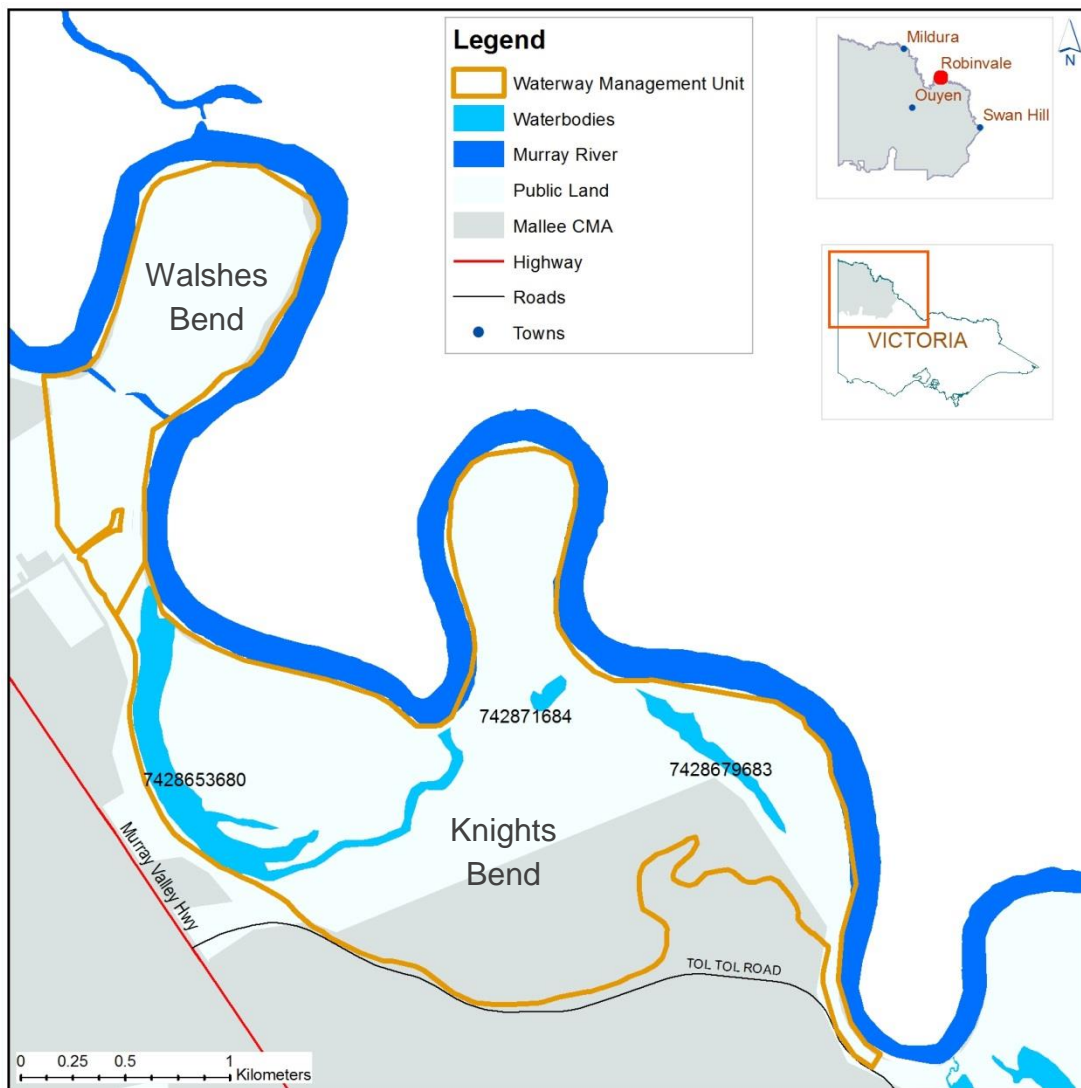 Legend
Waterway Management Unit
Waterbodies
Murray River
Public Land
Mallee CMA
Highway
Roads
Towns
Mildura
Robinvale
Ouyen
Swan Hill
N
VICTORIA
Walshes
Bend
742871684
7428653680
7428679683
Knights
Bend
Murray Valley Hwy
TOL TOL ROAD
0 0.25 0.5 1
Kilometers